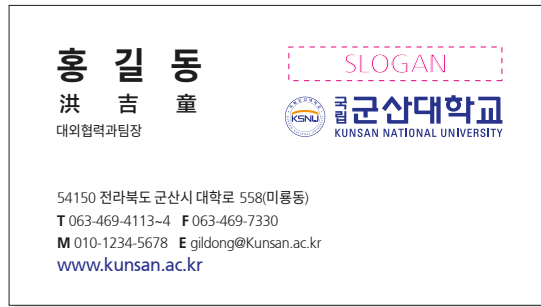 홍 길 동
洪 吉 童
대외협력과팀장
SLOGAN
KSNU
국립군산대학교
KUNSAN NATIONAL UNIVERSITY
54150 전라북도 군산시 대학로 558(미룡동)
T 063-469-4113~4 F 063-469-7330
M 010-1234-5678 E gildong@Kunsan.ac.kr
www.kunsan.ac.kr